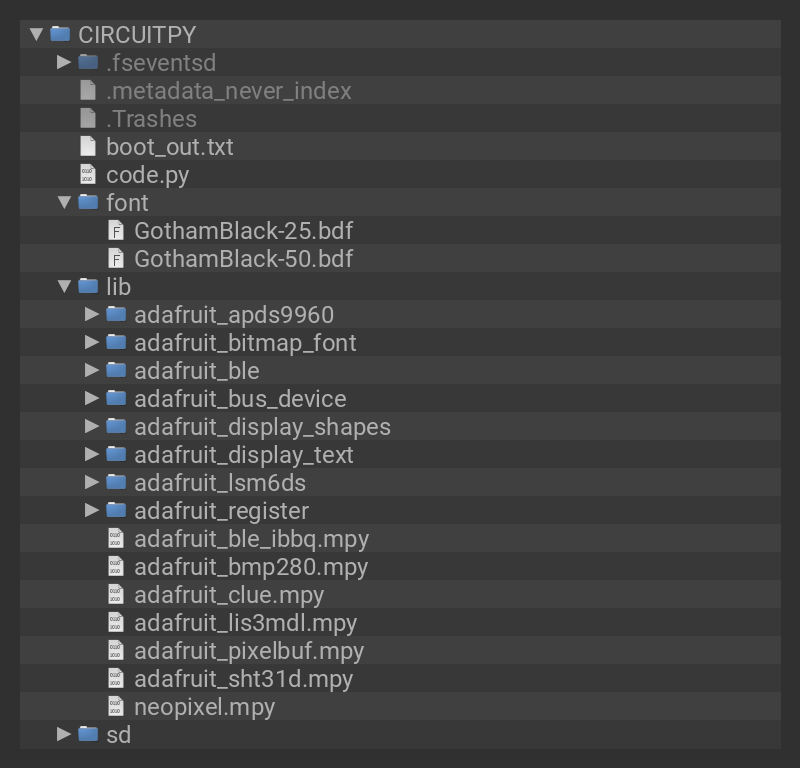 CIRCUITPY
.fseventsd
.metadata_never_index
.Trashes
boot_out.txt
code.py
font
GothamBlack-25.bdf
GothamBlack-50.bdf
lib
adafruit_apds9960
adafruit_bitmap_font
adafruit_ble
adafruit_bus_device
adafruit_display_shapes
adafruit_display_text
adafruit_lsm6ds
adafruit_register
adafruit_ble_ibbq.mpy
adafruit_bmp280.mpy
adafruit_clue.mpy
adafruit_lis3mdl.mpy
adafruit_pixelbuf.mpy
adafruit_sht31d.mpy
neopixel.mpy
sd